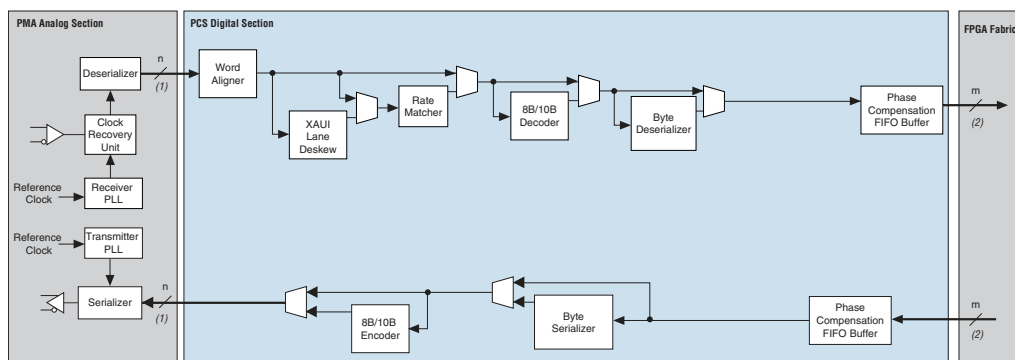 PMA Analog Section
PCS Digital Section
FPGA Fabric
Deserializer
n
(1)
Word
Aligner
Clock
Recovery
Unit
XAUI
Lane
Deskew
Rate
Matcher
8B/10B
Decoder
Byte
Deserializer
Phase
Compensation
FIFO Buffer
m
(2)
Reference
Clock
Receiver
PLL
Reference
Clock
Transmitter
PLL
Serializer
n
(1)
8B/10B
Encoder
Byte
Serializer
Phase
Compensation
FIFO Buffer
m
(2)